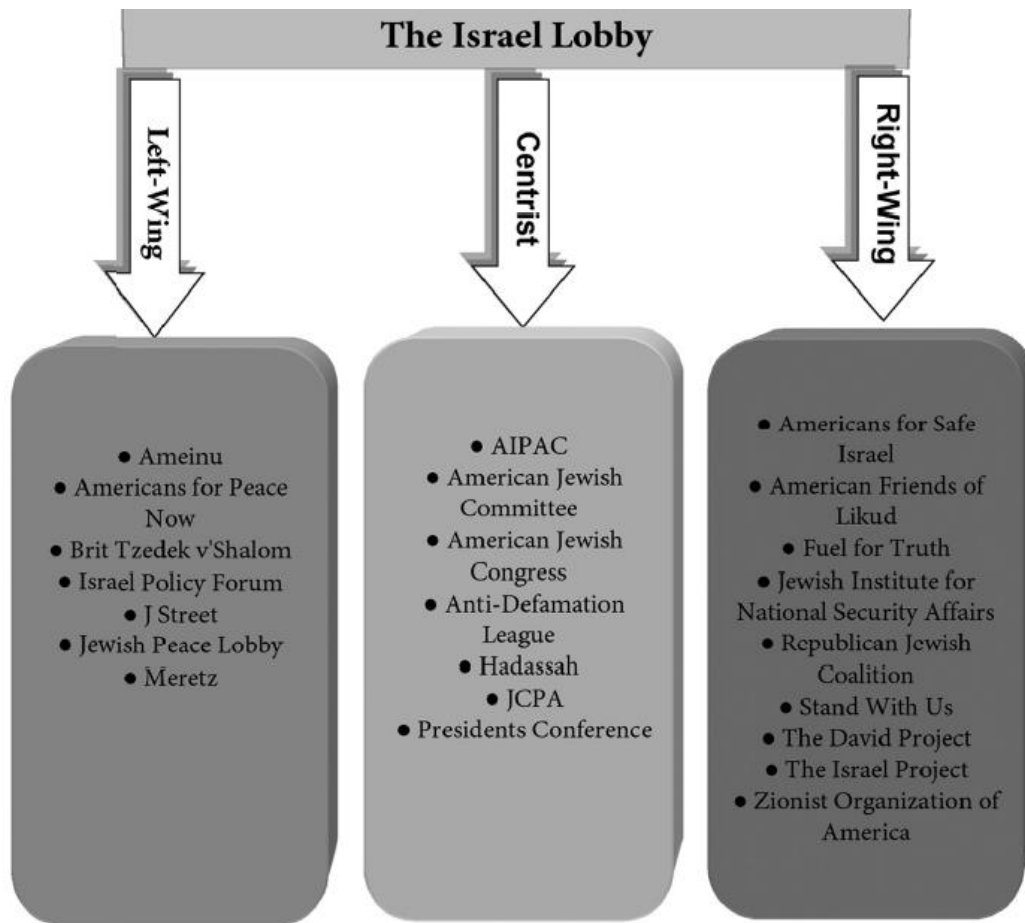 The Israel Lobby
Left-Wing
Centrist
Right-Wing
● Ameinu
● Americans for Peace
Now
● Brit Tzedek v'Shalom
● Israel Policy Forum
● J Street
● Jewish Peace Lobby
● Meretz
● AIPAC
● American Jewish
Committee
● American Jewish
Congress
● Anti-Defamation
League
● Hadassah
● JCPA
● Presidents Conference
● Americans for Safe
Israel
● American Friends of
Likud
● Fuel for Truth
● Jewish Institute for
National Security Affairs
● Republican Jewish
Coalition
● Stand With Us
● The David Project
● The Israel Project
● Zionist Organization of
America